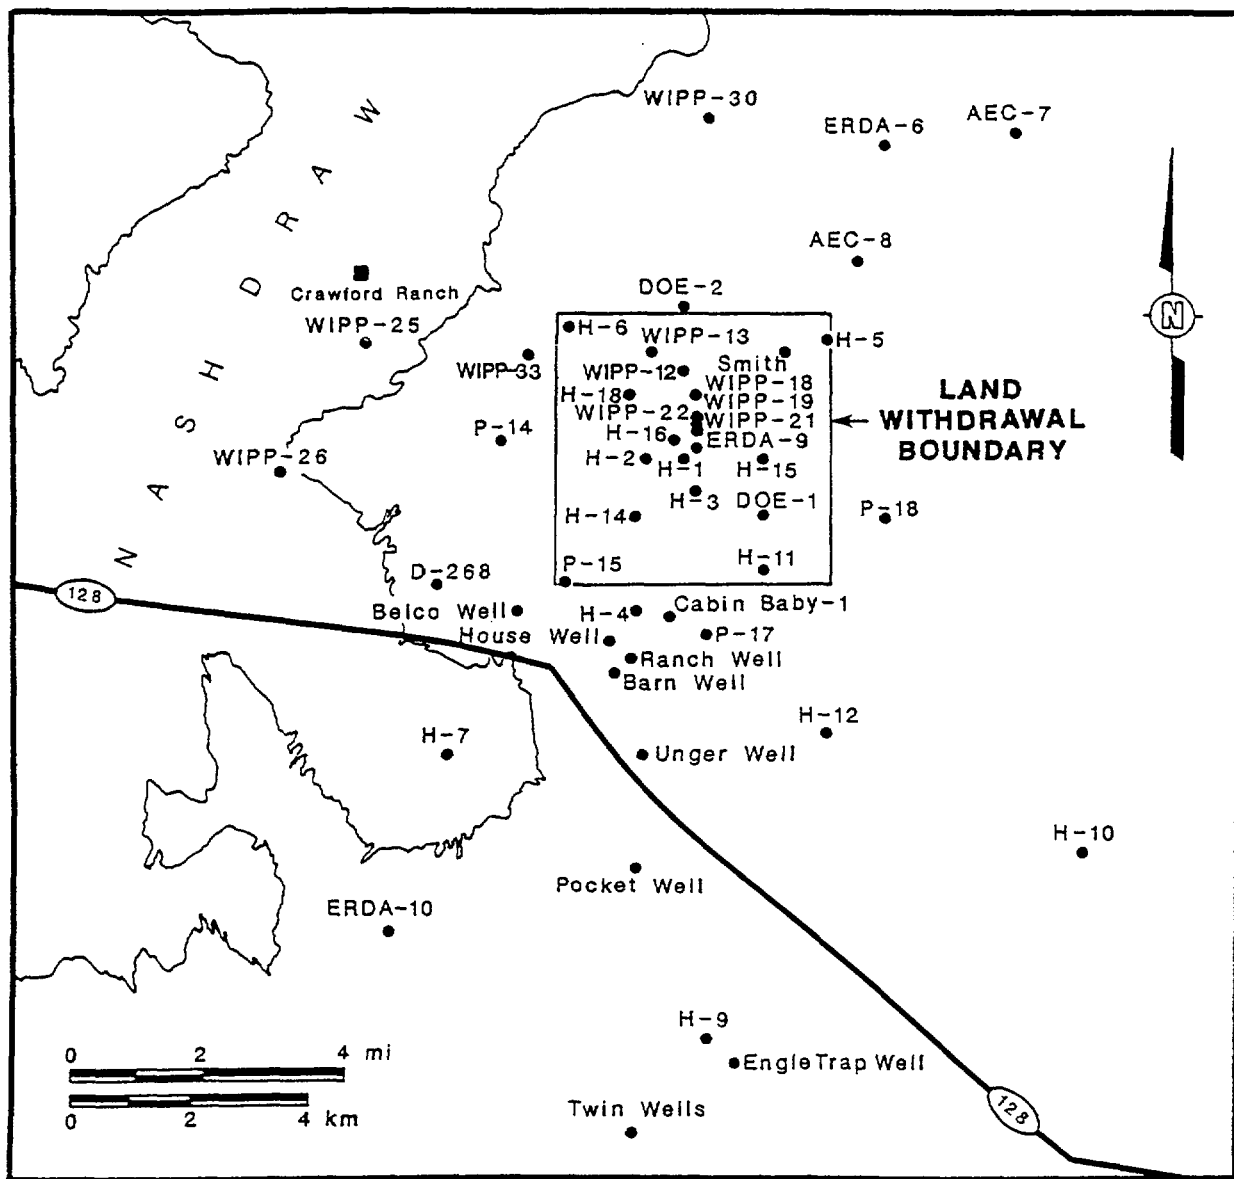 WIPP-30
ERDA-6
AEC-7
NASH DRAW
AEC-8
Crawford Ranch
WIPP-25
DOE-2
N
H-6
WIPP-13
H-5
WIPP-33
WIPP-12
Smith
H-18
WIPP-18
WIPP-19
WIPP-22
WIPP-21
LAND
WITHDRAWAL
BOUNDARY
P-14
H-16
ERDA-9
WIPP-26
H-2
H-1
H-15
H-3
DOE-1
H-14
P-18
P-15
H-11
D-268
128
Belco Well
H-4
Cabin Baby-1
House Well
P-17
Ranch Well
Barn Well
H-12
H-7
Unger Well
H-10
Pocket Well
ERDA-10
H-9
Engle Trap Well
0 2 4 mi
0 2 4 km
Twin Wells
128